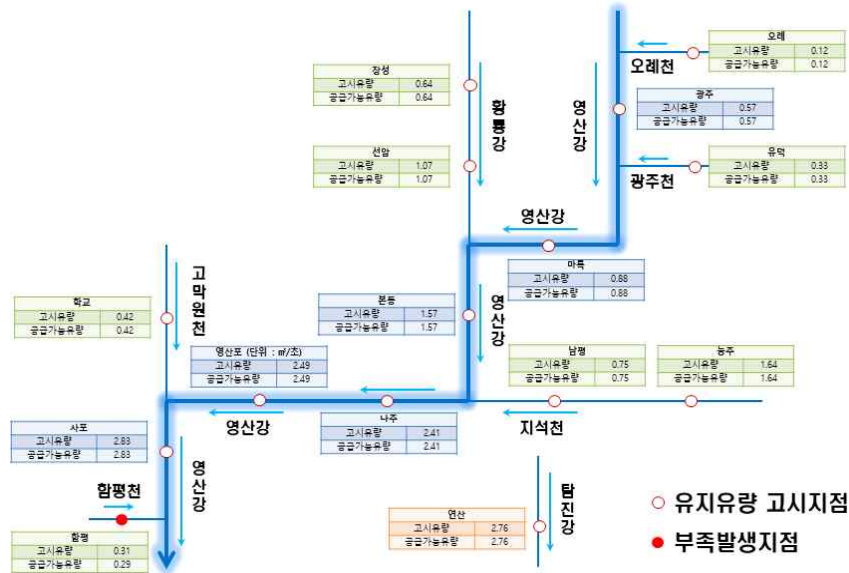 오례
고시유량 0.12
공급가능유량 0.12
오례천
장성
고시유량 0.64
공급가능유량 0.64
황룡강
영산강
광주
고시유량 0.57
공급가능유량 0.57
선암
고시유량 1.07
공급가능유량 1.07
유덕
고시유량 0.33
공급가능유량 0.33
광주천
영산강
마륵
고시유량 0.88
공급가능유량 0.88
고막원천
학교
고시유량 0.42
공급가능유량 0.42
본동
고시유량 1.57
공급가능유량 1.57
영산강
영산포 (단위 : ㎥/초)
고시유량 2.49
공급가능유량 2.49
남평
고시유량 0.75
공급가능유량 0.75
능주
고시유량 1.64
공급가능유량 1.64
영산강
나주
고시유량 2.41
공급가능유량 2.41
지석천
사포
고시유량 2.83
공급가능유량 2.83
영산강
함평천
함평
고시유량 0.31
공급가능유량 0.29
연산
고시유량 2.76
공급가능유량 2.76
탐진강
유지유량 고시지점
부족발생지점